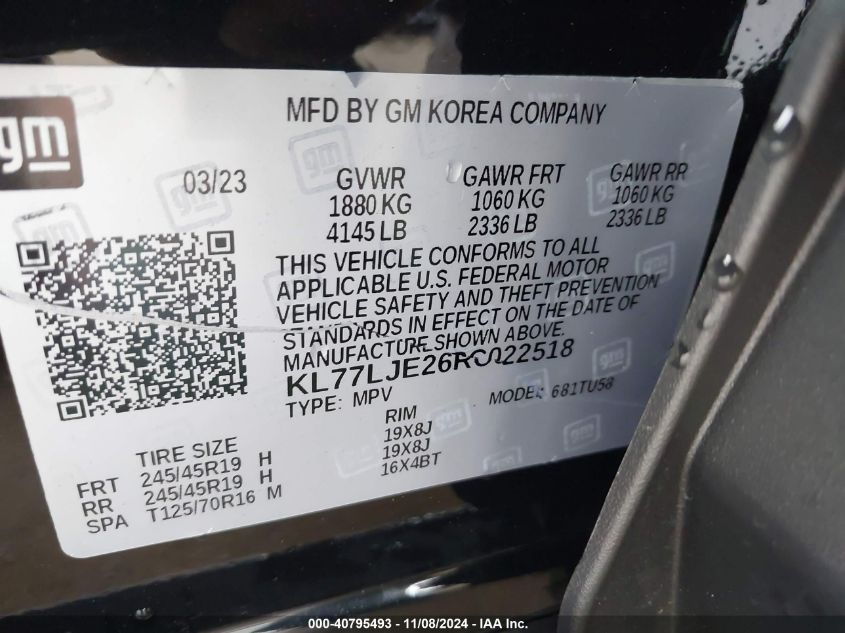 gm
MFD BY GM KOREA COMPANY
03/23 GVWR GAWR FRT GAWR RR
1880 KG 1060 KG 1060 KG
4145 LB 2336 LB 2336 LB
THIS VEHICLE CONFORMS TO ALL
APPLICABLE U.S. FEDERAL MOTOR
VEHICLE SAFETY AND THEFT PREVENTION
STANDARDS IN EFFECT ON THE DATE OF
MANUFACTURE SHOWN ABOVE.
TYPE: MPV MODEL: 681TU58
TIRE SIZE RIM
FRT 245/45R19 H 19X8J
RR 245/45R19 H 19X8J
SPA T125/70R16 M 16X4BT
000-40795493 - 11/08/2024 - IAA Inc.